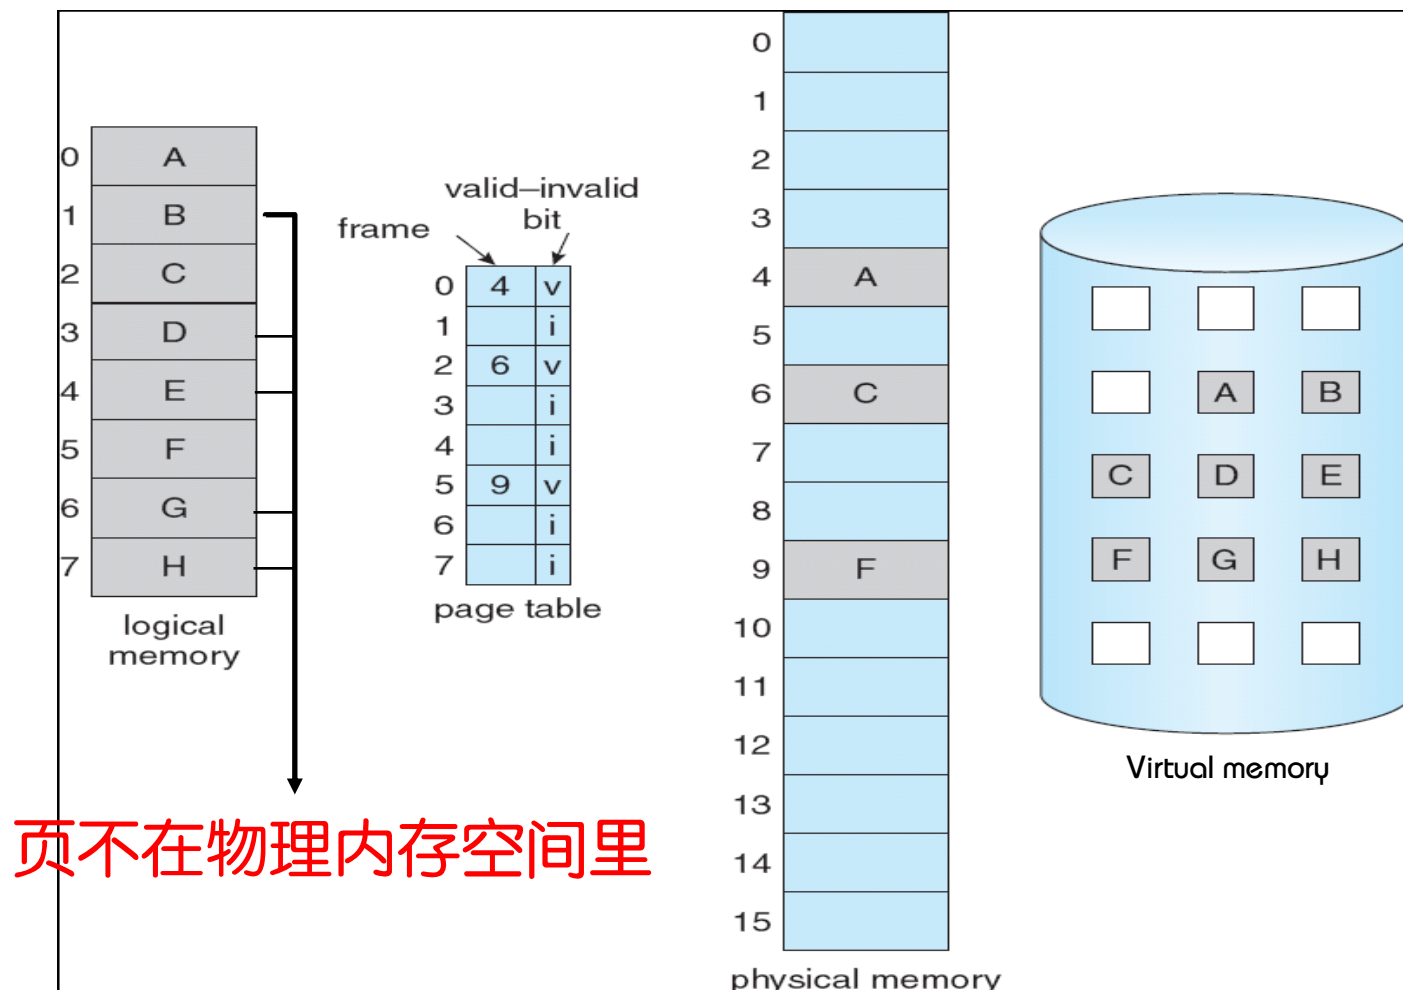 0 A
1 B
2 C
3 D
4 E
5 F
6 G
7 H
logical
memory
valid–invalid
bit
frame
0 4 v
1 i
2 6 v
3 i
4 i
5 9 v
6 i
7 i
page table
0
1
2
3
4 A
5
6 C
7
8
9 F
10
11
12
13
14
15
physical memory
A B
C D E
F G H
Virtual memory
页不在物理内存空间里